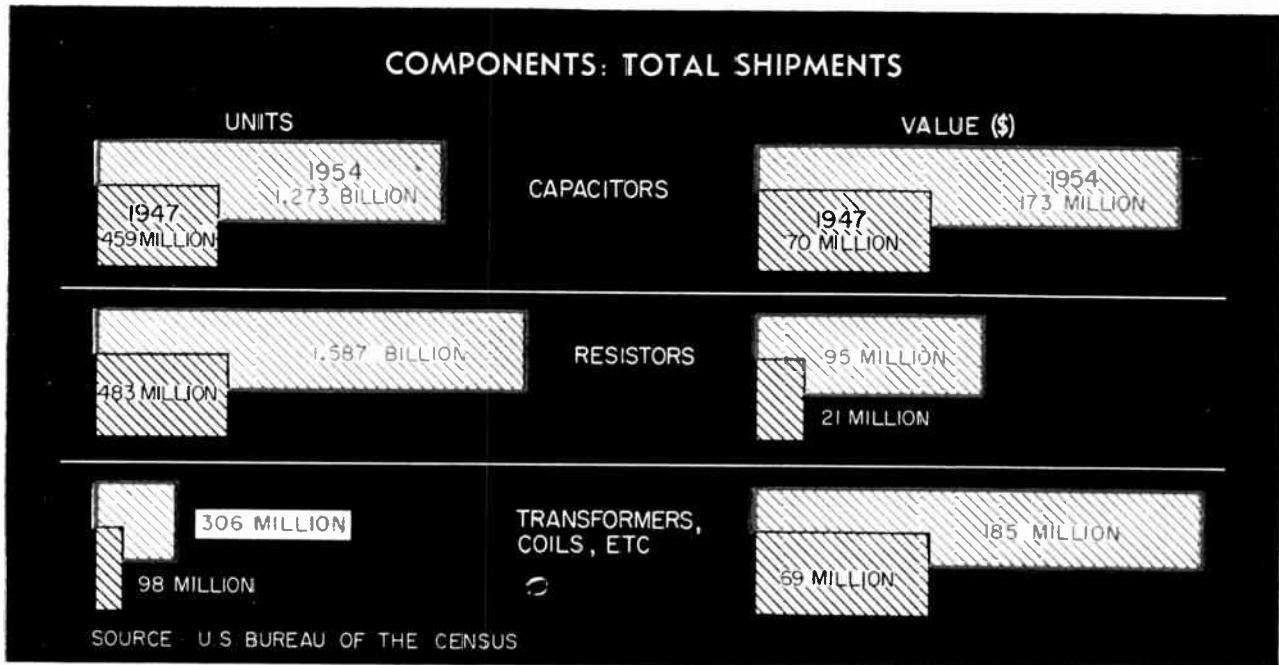 COMPONENTS: TOTAL SHIPMENTS
UNITS
VALUE ($)
1954
1.273 BILLION
1947
459 MILLION
CAPACITORS
1954
173 MILLION
1947
70 MILLION
1.587 BILLION
483 MILLION
RESISTORS
95 MILLION
21 MILLION
306 MILLION
98 MILLION
TRANSFORMERS,
COILS, ETC
185 MILLION
69 MILLION
SOURCE - U.S BUREAU OF THE CENSUS